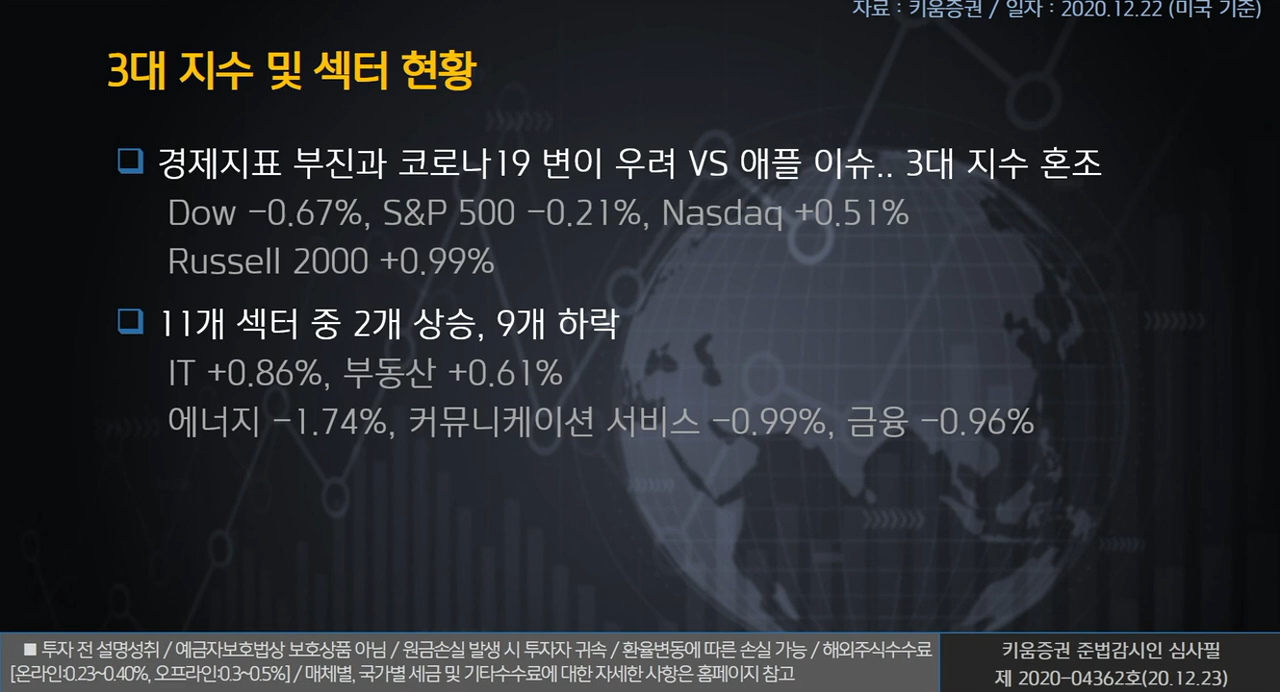 자료 : 키움증권 / 일자 : 2020.12.22 (미국 기준)
3대 지수 및 섹터 현황
❑ 경제지표 부진과 코로나19 변이 우려 VS 애플 이슈.. 3대 지수 혼조
Dow -0.67%, S&P 500 -0.21%, Nasdaq +0.51%
Russell 2000 +0.99%
❑ 11개 섹터 중 2개 상승, 9개 하락
IT +0.86%, 부동산 +0.61%
에너지 -1.74%, 커뮤니케이션 서비스 -0.99%, 금융 -0.96%
■ 투자 전 설명성취 / 예금자보호법상 보호상품 아님 / 원금손실 발생 시 투자자 귀속 / 환율변동에 따른 손실 가능 / 해외주식수수료
[온라인:0.23~0.40%, 오프라인:0.3~0.5%] / 매체별, 국가별 세금 및 기타수수료에 대한 자세한 사항은 홈페이지 참고
키움증권 준법감시인 심사필
제 2020-04362호(20.12.23)